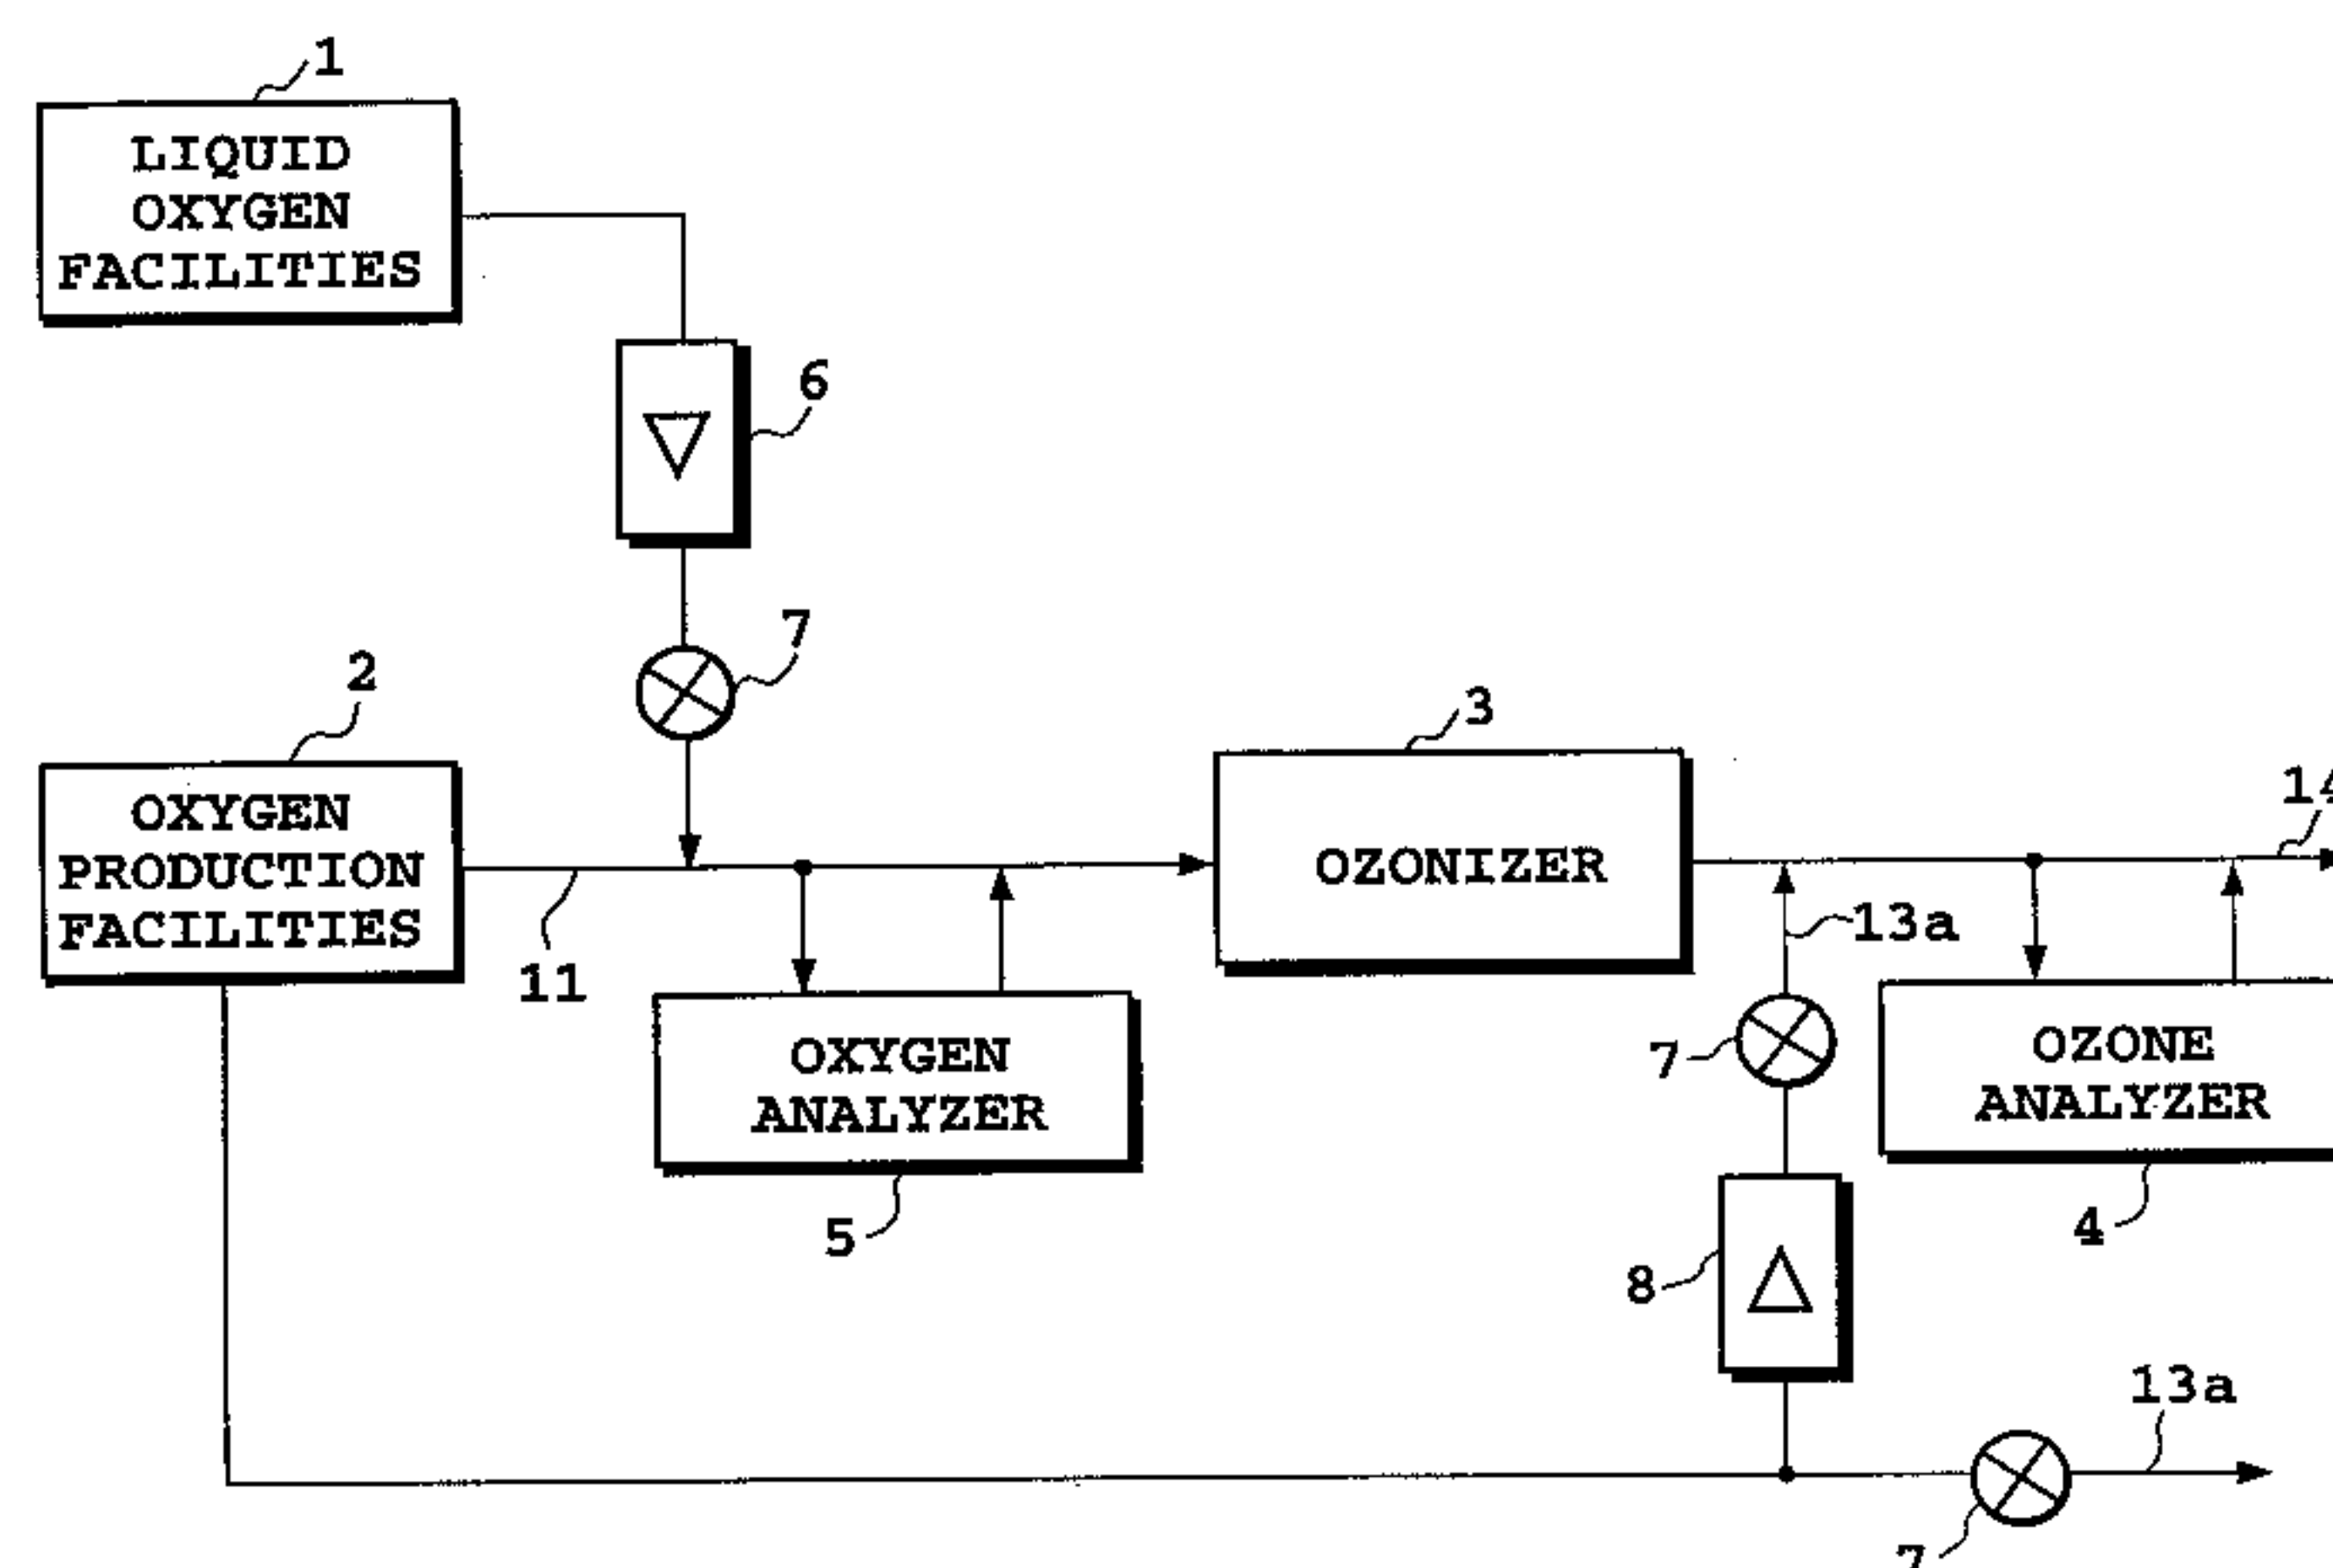 1
LIQUID
OXYGEN
FACILITIES
6
7
2
OXYGEN
PRODUCTION
FACILITIES
11
3
OZONIZER
14
13a
OXYGEN
ANALYZER
5
7
OZONE
ANALYZER
4
8
13a
7